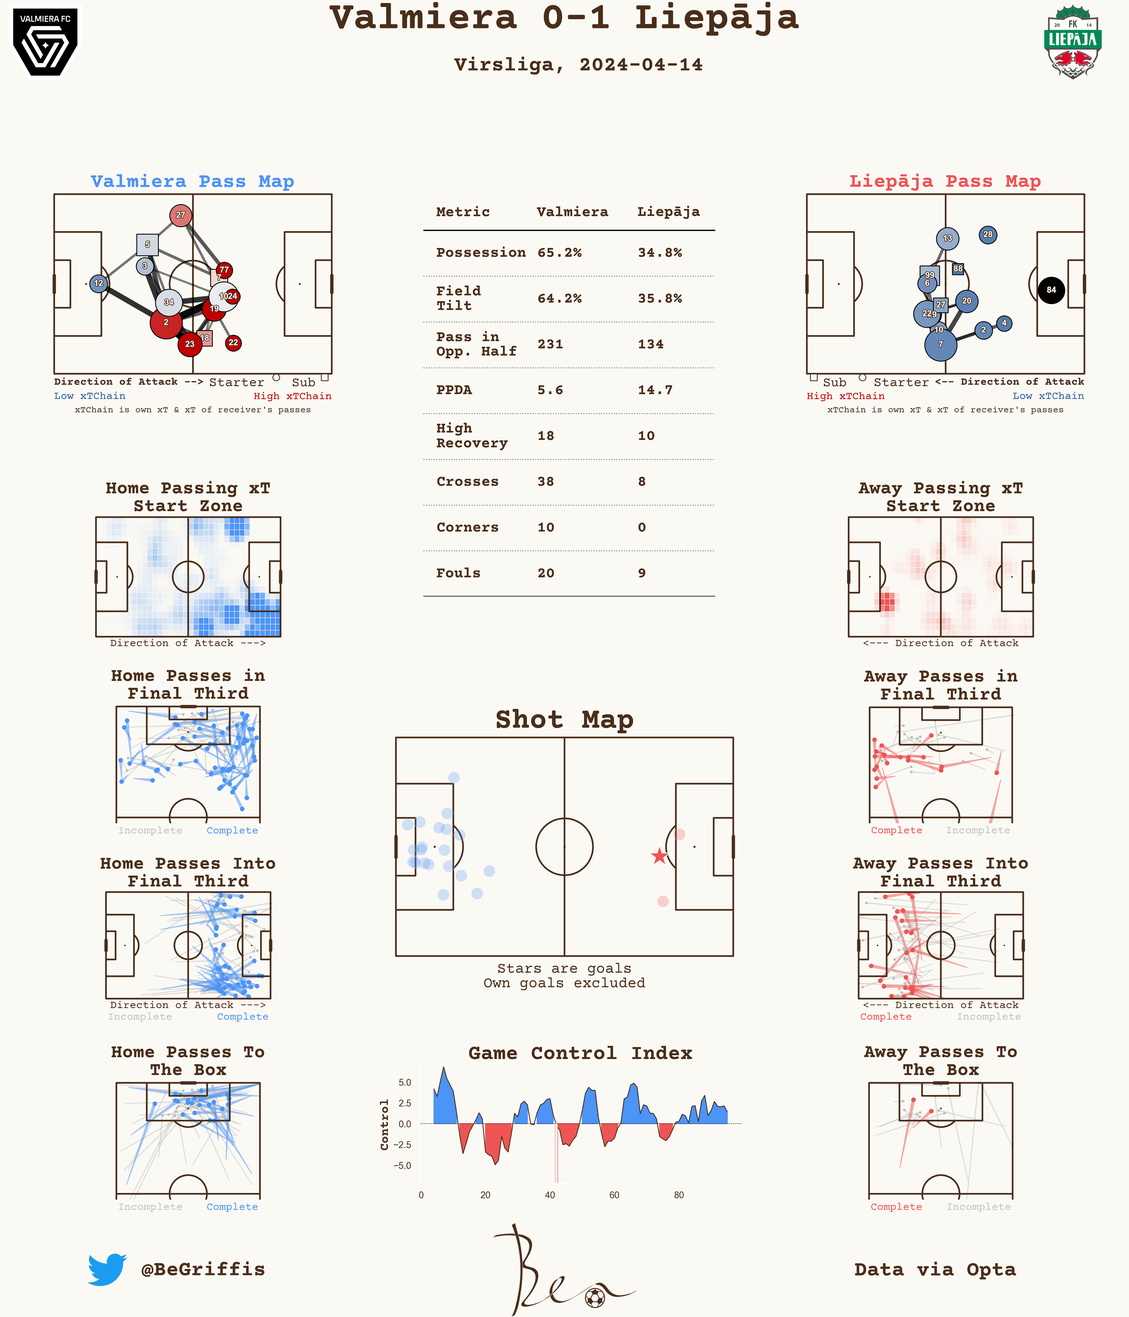 Valmiera 0-1 Liepāja
VALMIERA FC
20 FK 14
LIEPĀJA
Virsliga, 2024-04-14
Valmiera Pass Map
27
5
3
77
7
12
34
10
24
19
2
18
23
22
Direction of Attack --> Starter Sub
Low xTChain High xTChain
xTChain is own xT & xT of receiver's passes
Metric Valmiera Liepāja
Possession 65.2% 34.8%
Field
Tilt 64.2% 35.8%
Pass in
Opp. Half 231 134
PPDA 5.6 14.7
High
Recovery 18 10
Crosses 38 8
Corners 10 0
Fouls 20 9
Liepāja Pass Map
13
28
99
88
6
84
27
20
22
29
10
2
4
7
Sub Starter <-- Direction of Attack
High xTChain Low xTChain
xTChain is own xT & xT of receiver's passes
Home Passing xT
Start Zone
Direction of Attack --->
Away Passing xT
Start Zone
<--- Direction of Attack
Home Passes in
Final Third
Incomplete Complete
Shot Map
Stars are goals
Own goals excluded
Away Passes in
Final Third
Complete Incomplete
Home Passes Into
Final Third
Direction of Attack --->
Incomplete Complete
Away Passes Into
Final Third
<--- Direction of Attack
Complete Incomplete
Home Passes To
The Box
Incomplete Complete
Game Control Index
Control
5.0
2.5
0.0
−2.5
−5.0
0 20 40 60 80
Away Passes To
The Box
Complete Incomplete
@BeGriffis
Ben
Data via Opta